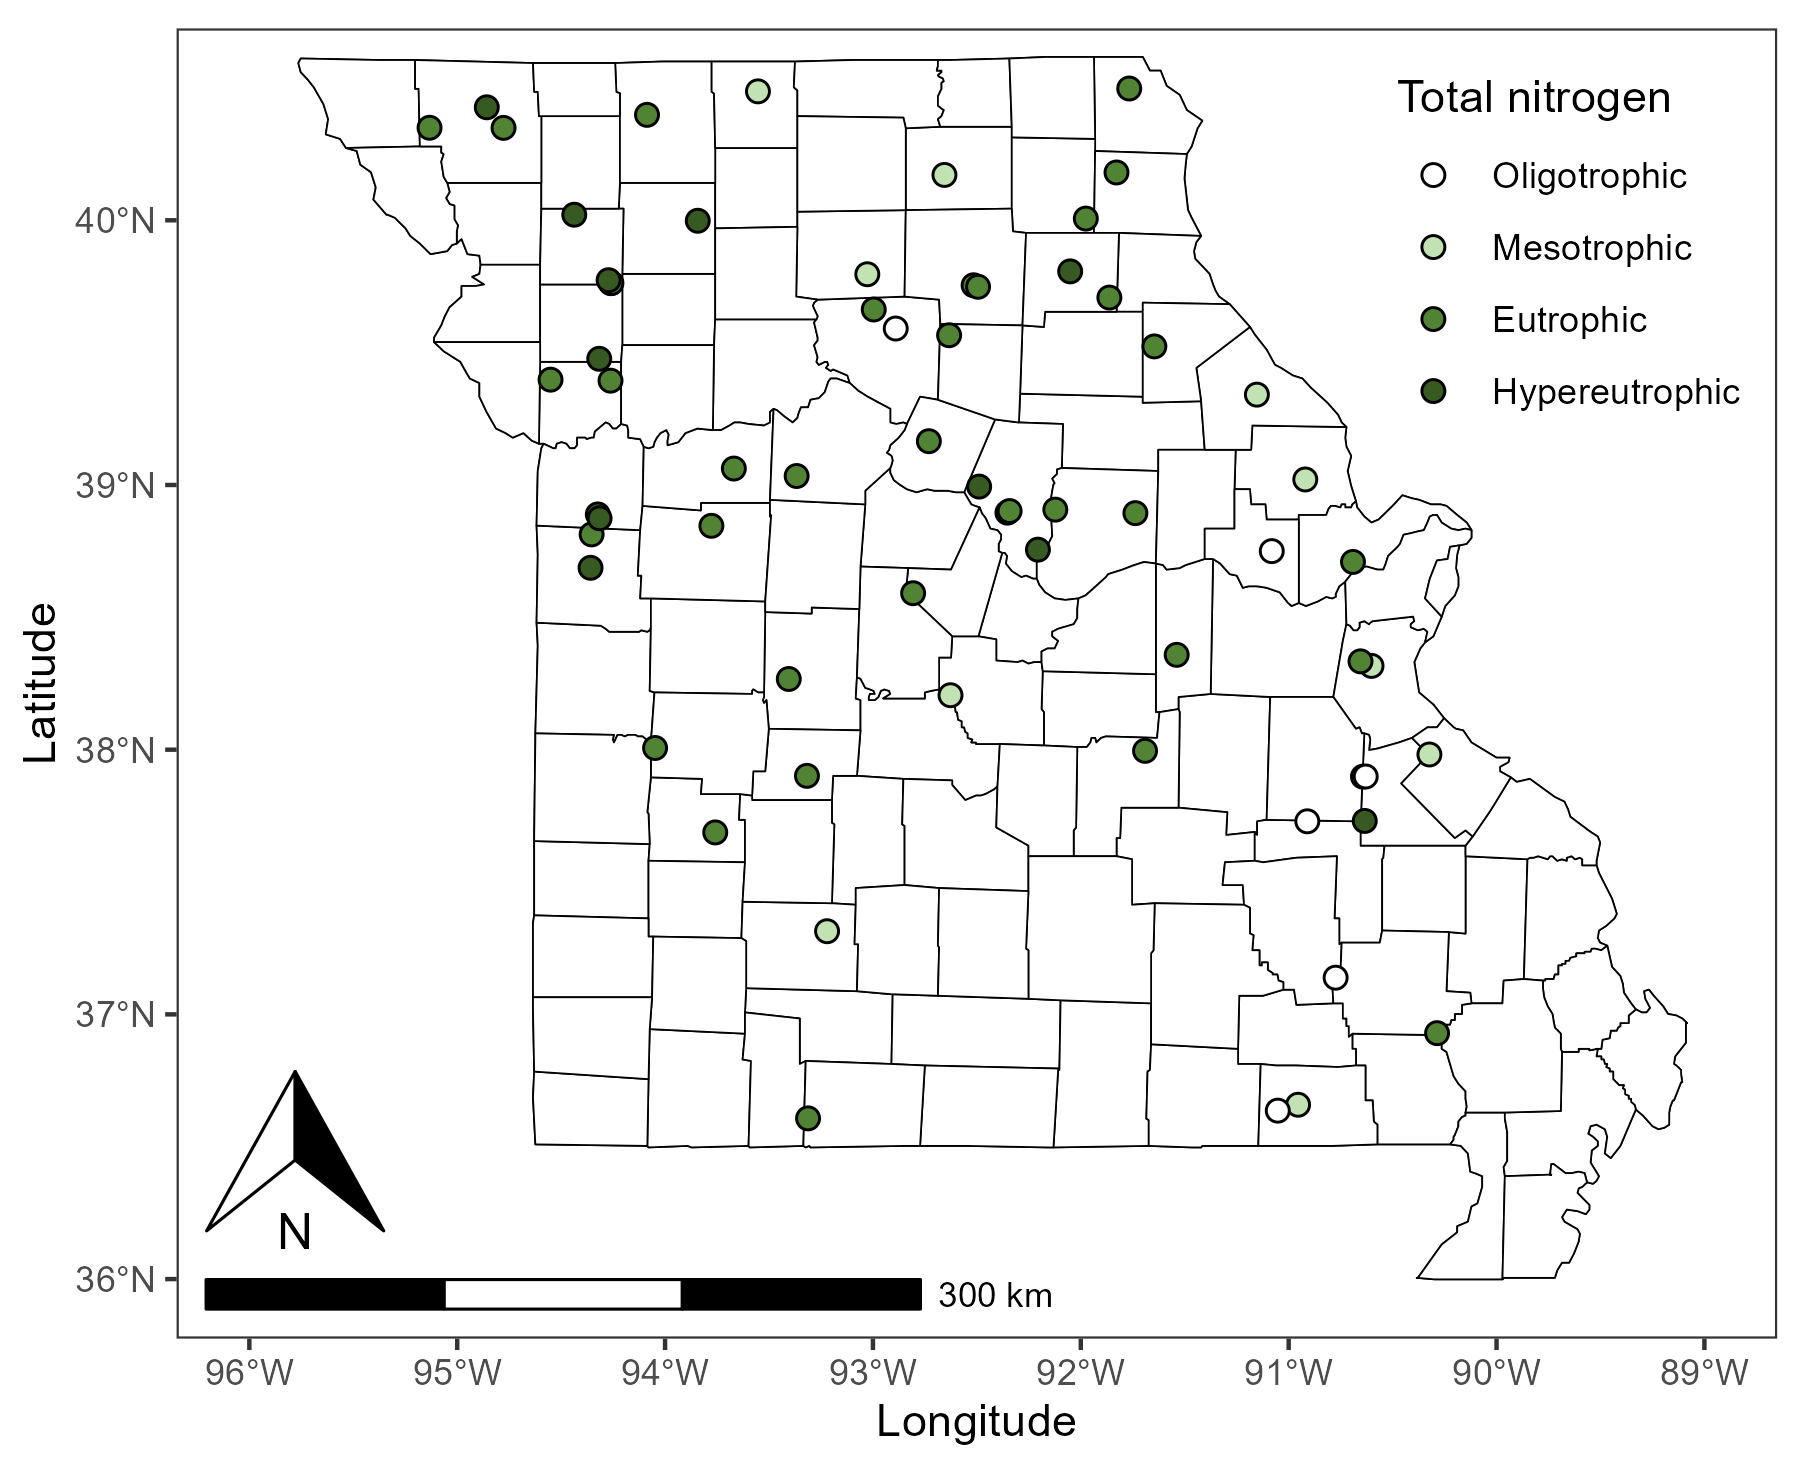 Total nitrogen
Oligotrophic
Mesotrophic
Eutrophic
Hypereutrophic
40°N
39°N
38°N
37°N
36°N
Latitude
N
300 km
96°W 95°W 94°W 93°W 92°W 91°W 90°W 89°W
Longitude